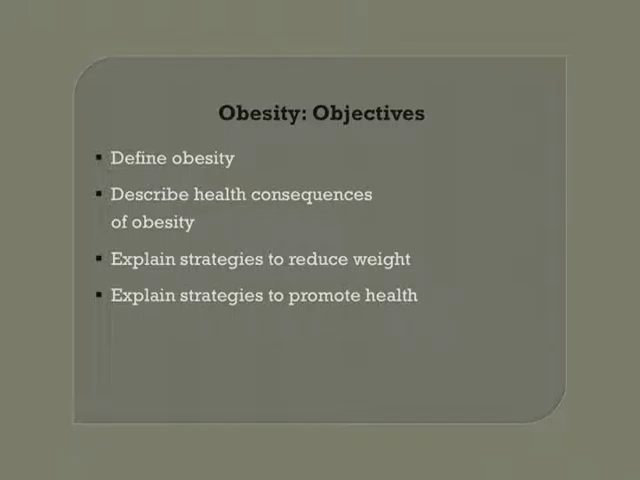 Obesity: Objectives
▪ Define obesity
▪ Describe health consequences
of obesity
▪ Explain strategies to reduce weight
▪ Explain strategies to promote health